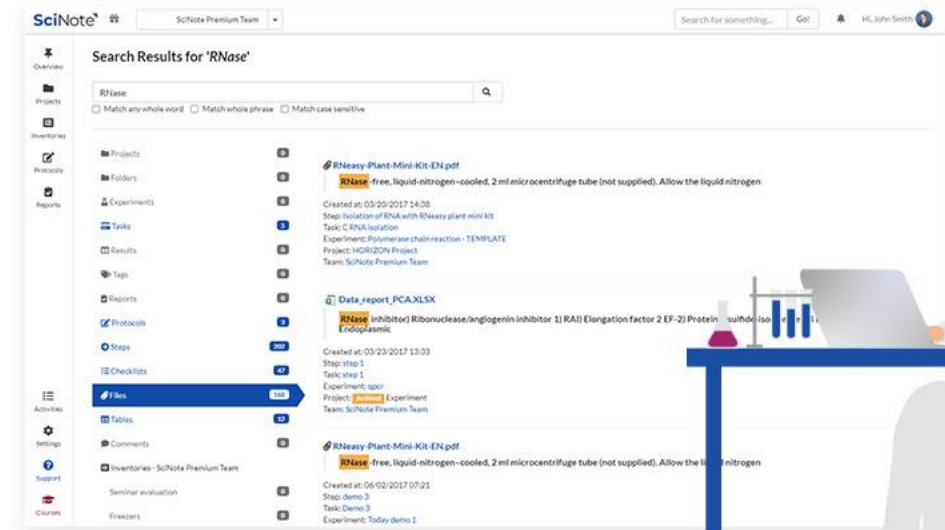 SciNote
SciNote Premium Team
Search for something...
Go!
Hi, John Smith
Overview
Projects
Inventories
Protocols
Reports
Activities
Settings
Support
Courses
Search Results for 'RNase'
RNase
Match any whole word
Match whole phrase
Match case sensitive
Projects 0
Folders 0
Experiments 0
Tasks 5
Results 0
Tags 0
Reports 0
Protocols 3
Steps 202
Checklists 47
Files 168
Tables 12
Comments 0
Inventories - SciNote Premium Team
Seminar evaluation 0
Freezers 0
RNeasy-Plant-Mini-Kit-EN.pdf
RNase -free, liquid-nitrogen–cooled, 2 ml microcentrifuge tube (not supplied). Allow the liquid nitrogen
Created at: 03/20/2017 14:38
Step: Isolation of RNA with RNeasy plant mini kit
Task: C RNA isolation
Experiment: Polymerase chain reaction - TEMPLATE
Project: HORIZON Project
Team: SciNote Premium Team
Data_report_PCA.XLSX
RNase inhibitor) Ribonuclease/angiogenin inhibitor 1) RAI) Elongation factor 2 EF-2) Protein
Endoplasmic
Created at: 03/23/2017 13:33
Step: step 1
Task: step 1
Experiment: qpcr
Project: Archived Experiment
Team: SciNote Premium Team
RNeasy-Plant-Mini-Kit-EN.pdf
RNase -free, liquid-nitrogen–cooled, 2 ml microcentrifuge tube (not supplied). Allow the nitrogen
Created at: 06/02/2017 07:21
Step: demo 3
Task: Demo 3
Experiment: Today demo 1